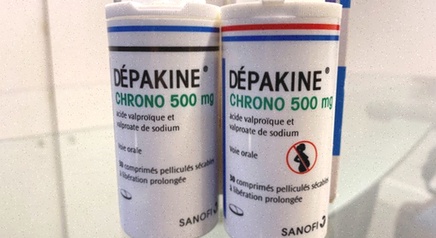 DÉPAKINE®
CHRONO 500 mg
acide valproïque et
valproate de sodium
Voie orale
30 comprimés pelliculés sécables
à libération prolongée
SANOFI
DÉPAKINE®
CHRONO 500 mg
acide valproïque et
valproate de sodium
Voie orale
30 comprimés pelliculés sécables
à libération prolongée
SANOFI